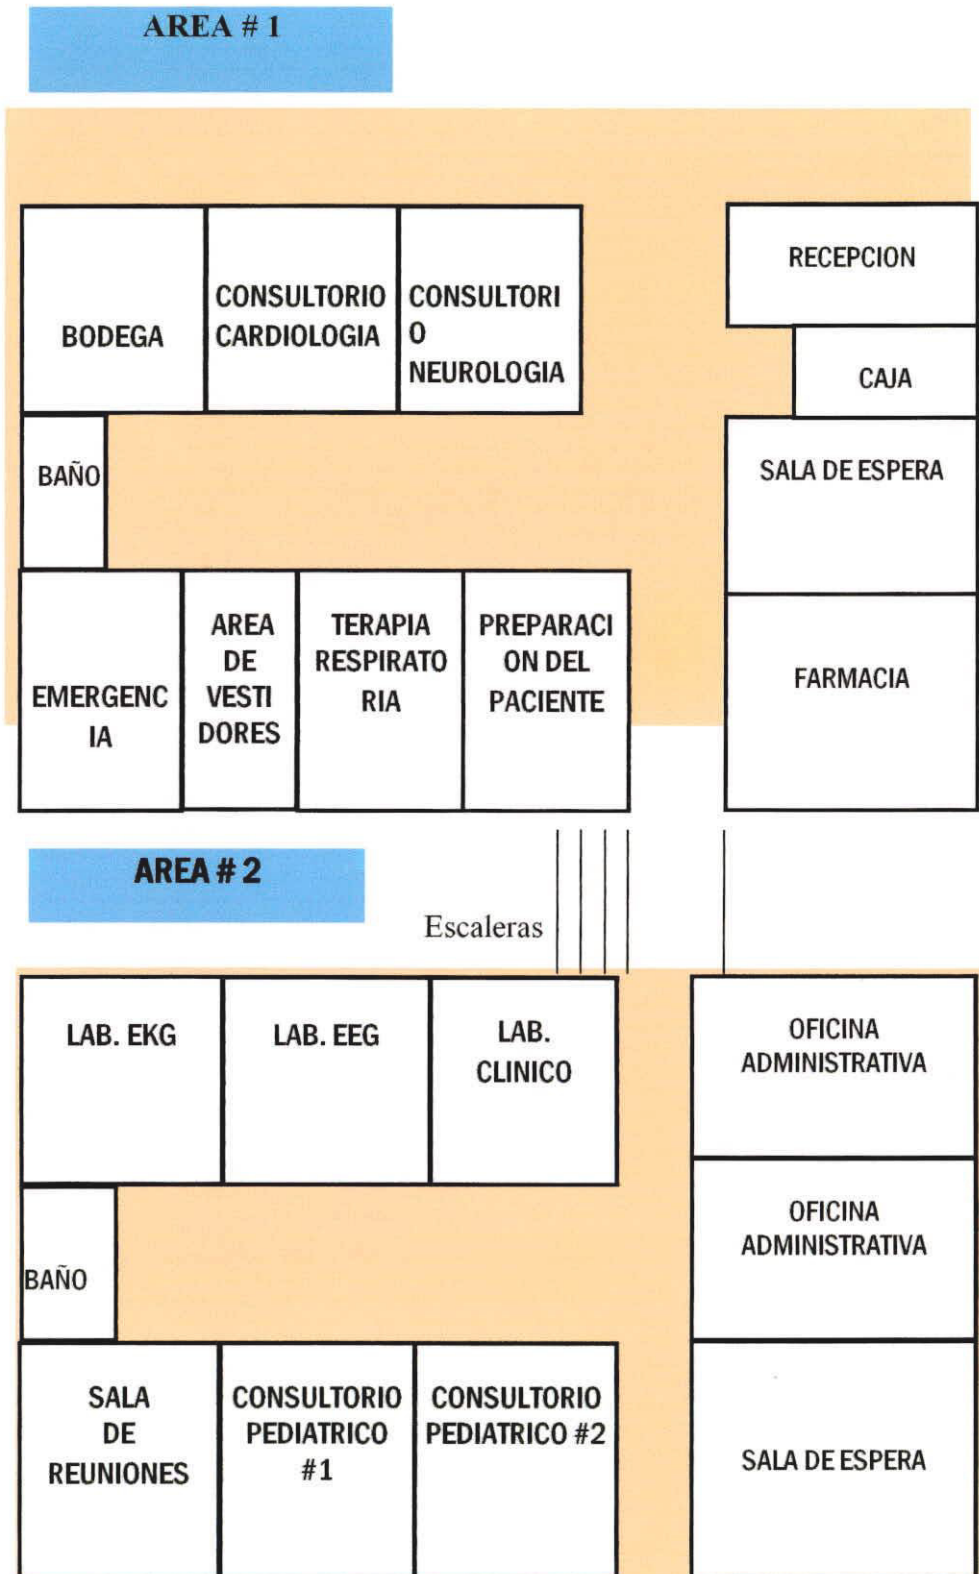 AREA # 1
BODEGA
CONSULTORIO
CARDIOLOGIA
CONSULTORI
O
NEUROLOGIA
RECEPCION
CAJA
BAÑO
SALA DE ESPERA
EMERGENC
IA
AREA
DE
VESTI
DORES
TERAPIA
RESPIRATO
RIA
PREPARACI
ON DEL
PACIENTE
FARMACIA
AREA # 2
Escaleras
LAB. EKG
LAB. EEG
LAB.
CLINICO
OFICINA
ADMINISTRATIVA
BAÑO
OFICINA
ADMINISTRATIVA
SALA
DE
REUNIONES
CONSULTORIO
PEDIATRICO
#1
CONSULTORIO
PEDIATRICO #2
SALA DE ESPERA